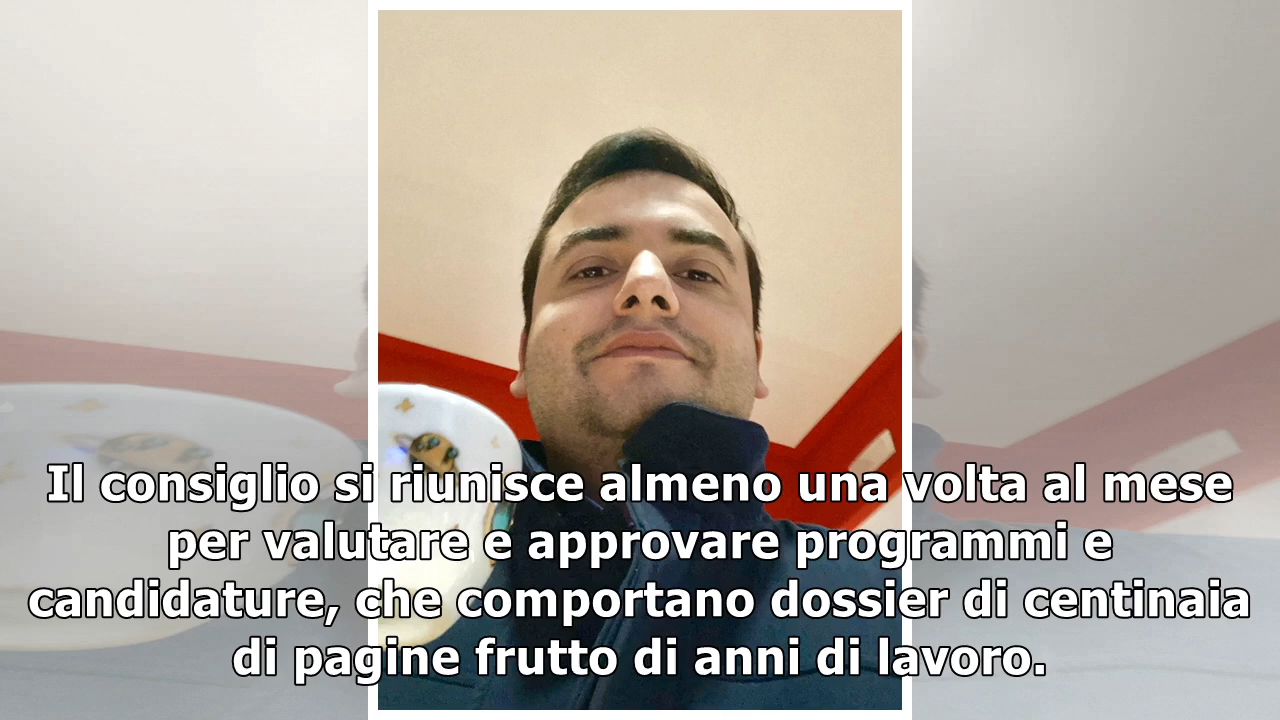 Il consiglio si riunisce almeno una volta al mese
per valutare e approvare programmi e
candidature, che comportano dossier di centinaia
di pagine frutto di anni di lavoro.